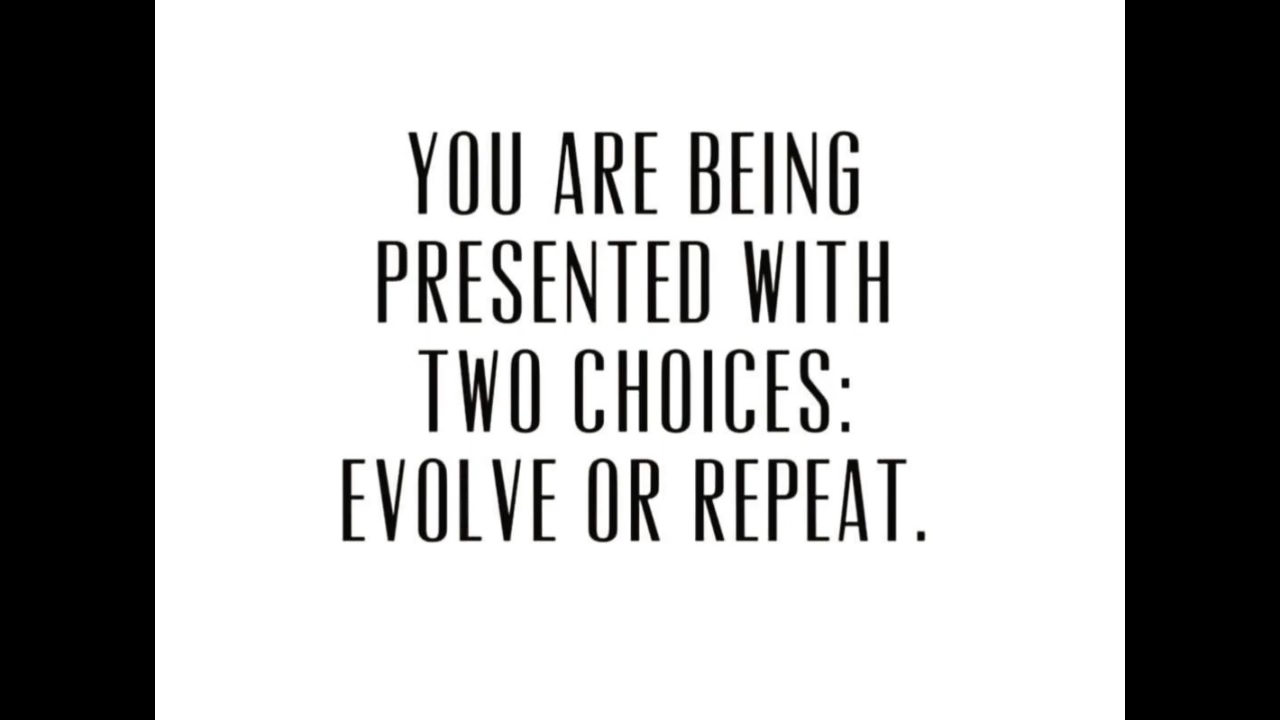 YOU ARE BEING
PRESENTED WITH
TWO CHOICES:
EVOLVE OR REPEAT.